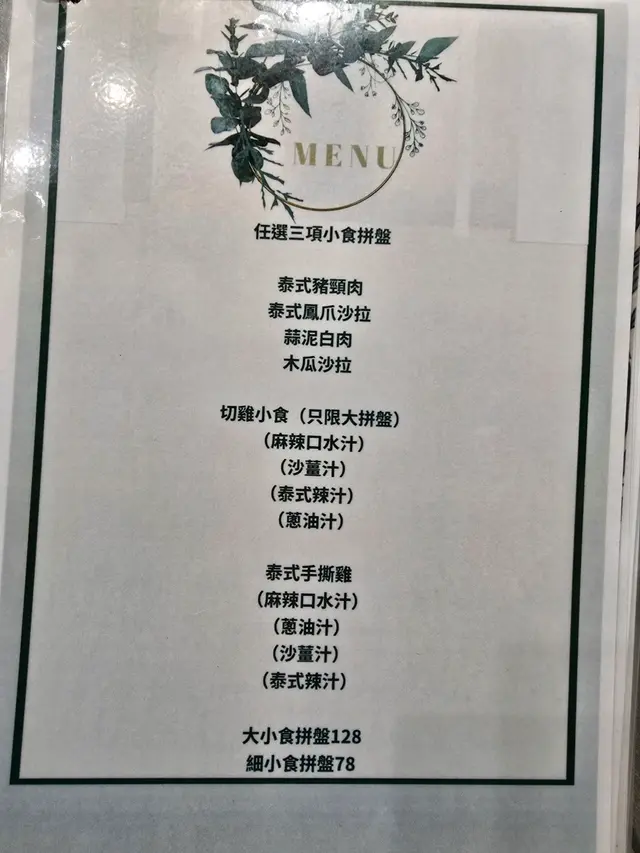 MENU
任選三項小食拼盤
泰式豬頸肉
泰式鳳爪沙拉
蒜泥白肉
木瓜沙拉
切雞小食（只限大拼盤）
（麻辣口水汁）
（沙薑汁）
（泰式辣汁）
（蔥油汁）
泰式手撕雞
（麻辣口水汁）
（蔥油汁）
（沙薑汁）
（泰式辣汁）
大小食拼盤128
細小食拼盤78